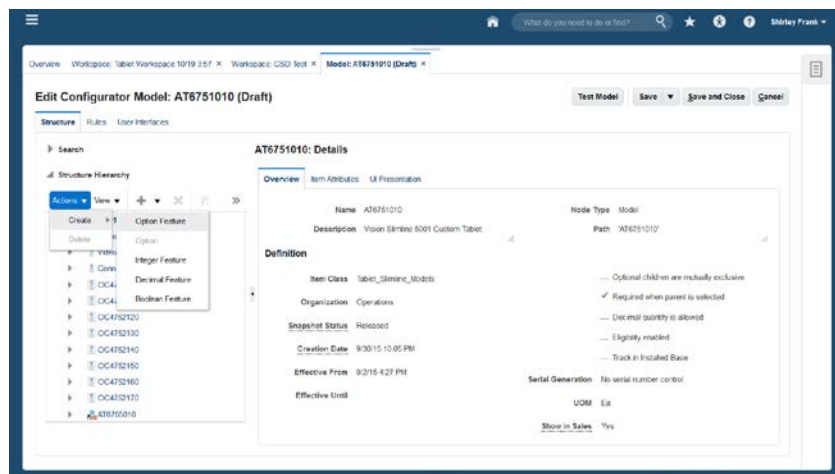 What do you need to do or find?
Shirley Frank
Overview
Workspace: Tablet Workspace 10/19 3:57 ×
Workspace: CSD Test ×
Model: AT6751010 (Draft) ×
Edit Configurator Model: AT6751010 (Draft)
Test Model
Save
Save and Close
Cancel
Structure
Rules
User Interfaces
Search
Structure Hierarchy
Actions
View
Create
Delete
Option Feature
Option
Integer Feature
Decimal Feature
Boolean Feature
OC4752120
OC4752130
OC4752140
OC4752150
OC4752160
OC4752170
AT6755010
AT6751010: Details
Overview
Item Attributes
UI Presentation
Name AT6751010
Description Vision Slimline 5001 Custom Tablet
Node Type Model
Path 'AT6751010'
Definition
Item Class Tablet_Slimline_Models
Organization Operations
Snapshot Status Released
Creation Date 9/30/15 10:05 PM
Effective From 9/2/15 4:27 PM
Effective Until
Optional children are mutually exclusive
Required when parent is selected
Decimal quantity is allowed
Eligibility enabled
Track in Installed Base
Serial Generation No serial number control
UOM Ea
Show in Sales Yes